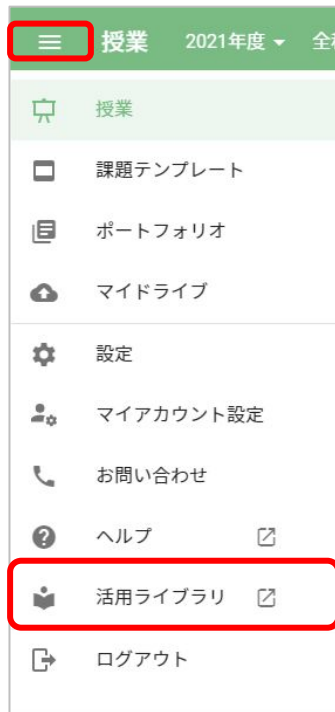 授業 2021年度 全
授業
課題テンプレート
ポートフォリオ
マイドライブ
設定
マイアカウント設定
お問い合わせ
ヘルプ
活用ライブラリ
ログアウト